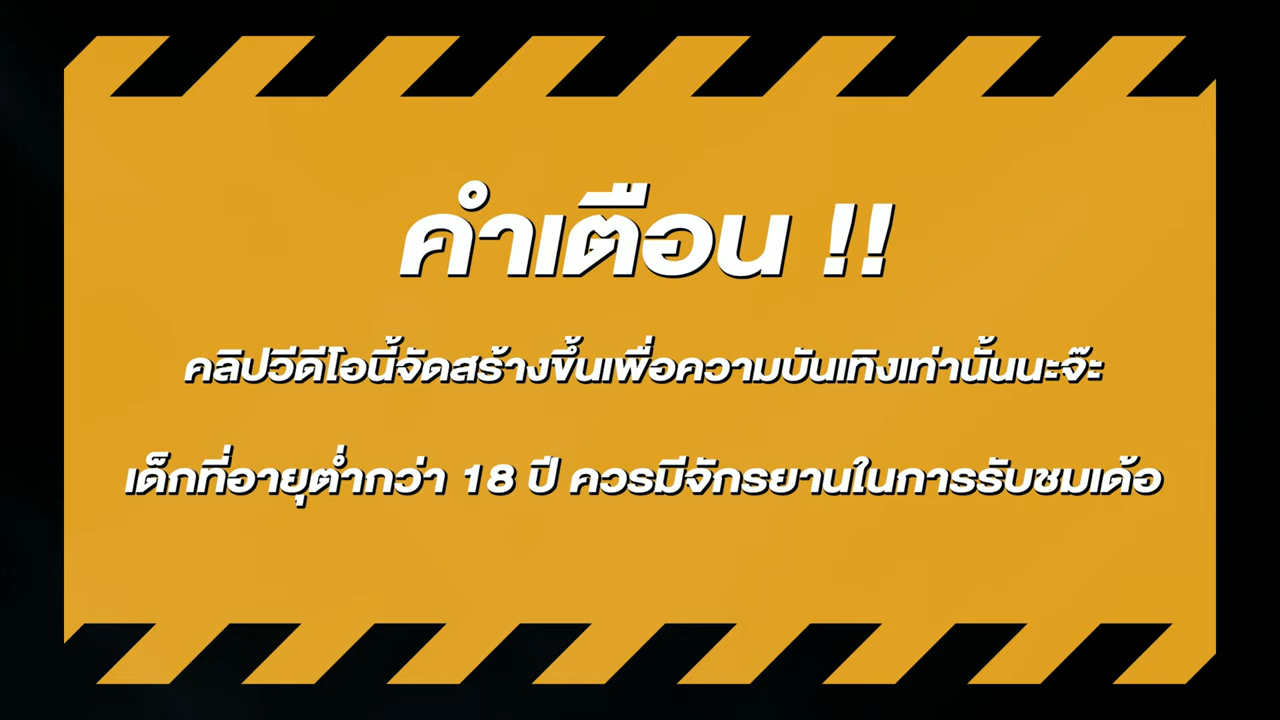 คำเตือน !!
คลิปวีดีโอนี้จัดสร้างขึ้นเพื่อความบันเทิงเท่านั้นนะจ๊ะ
เด็กที่อายุต่ำกว่า 18 ปี ควรมีจักรยานในการรับชมเด้อ